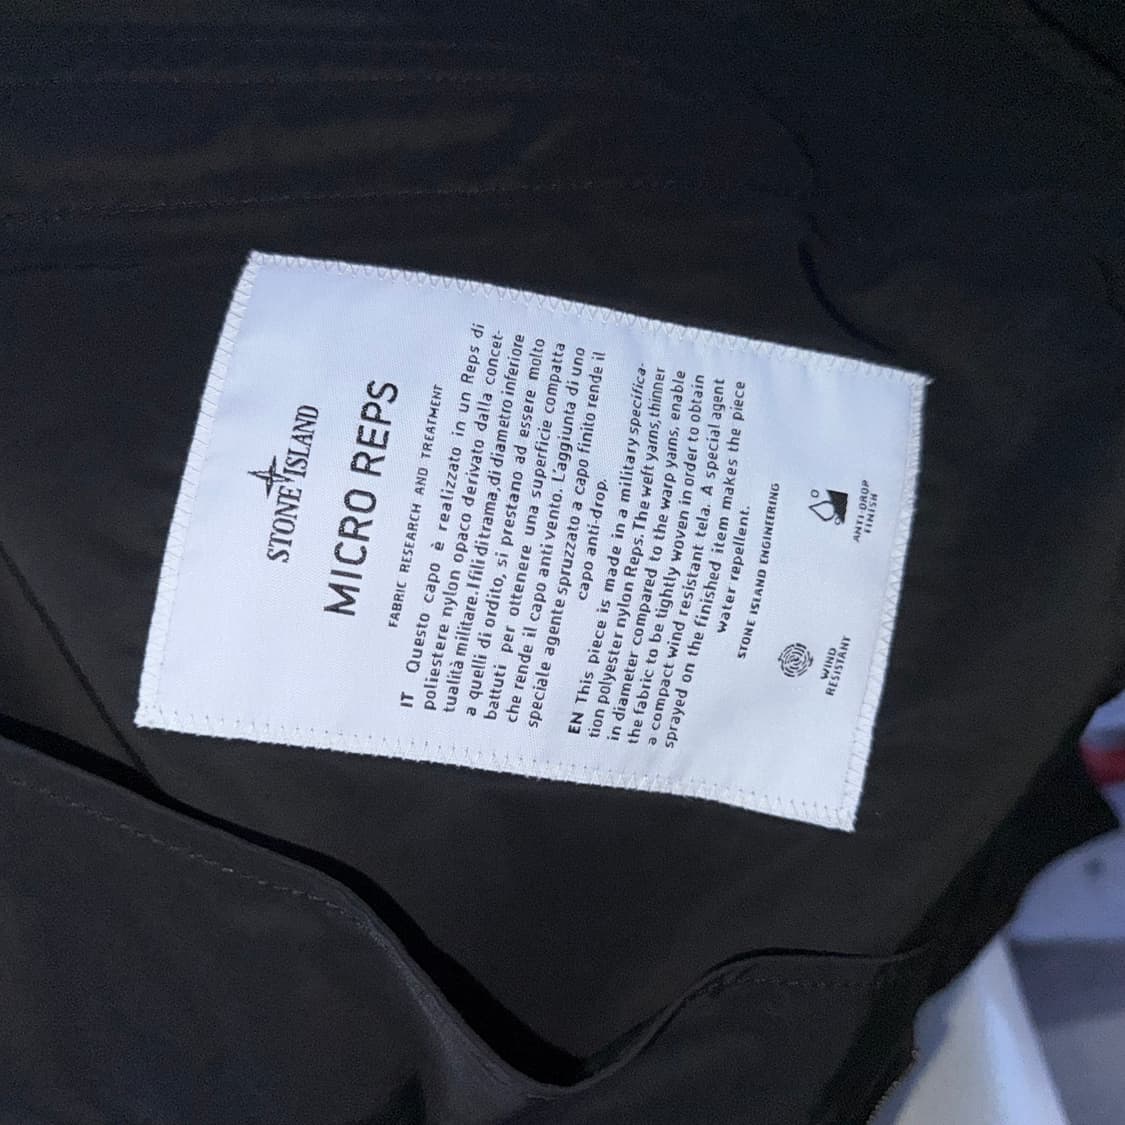 STONE ISLAND
MICRO REPS
FABRIC RESEARCH AND TREATMENT
IT Questo capo è realizzato in un Reps di
poliestere nylon opaco derivato dalla concet-
tualità militare. I fili di trama, di diametro inferiore
a quelli di ordito, si prestano ad essere molto
battuti per ottenere una superficie compatta
che rende il capo antivento. L'aggiunta di uno
speciale agente spruzzato a capo finito rende il
capo anti-drop.
EN This piece is made in a military specifica-
tion polyester nylon Reps. The weft yarns, thinner
in diameter compared to the warp yarns, enable
the fabric to be tightly woven in order to obtain
a compact wind resistant tela. A special agent
sprayed on the finished item makes the piece
water repellent.
STONE ISLAND ENGINEERING
WIND
RESISTANT
ANTI-DROP
FINISH